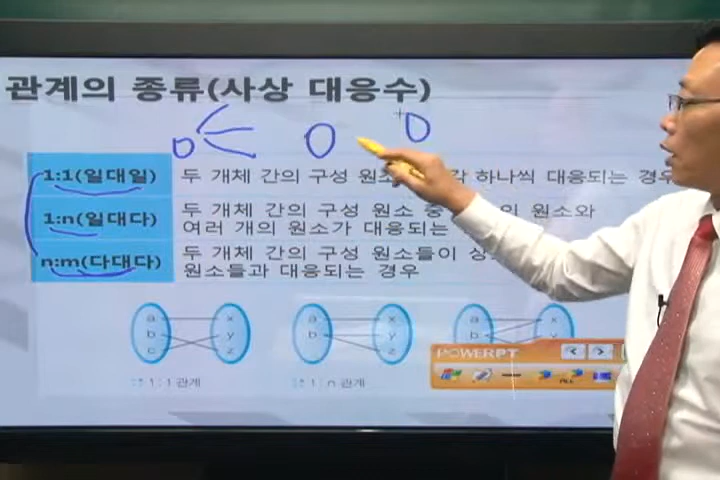 관계의 종류(사상 대응수)
1:1(일대일) 두 개체 간의 구성 원소 하나씩 대응되는 경우
1:n(일대다) 두 개체 간의 구성 원소 중 원소와
여러 개의 원소가 대응되는
n:m(다대다) 두 개체 간의 구성 원소들이
원소들과 대응되는 경우
a x a x a x
b y b y b
c z z
1:1 관계 1:n 관계
POWERPT